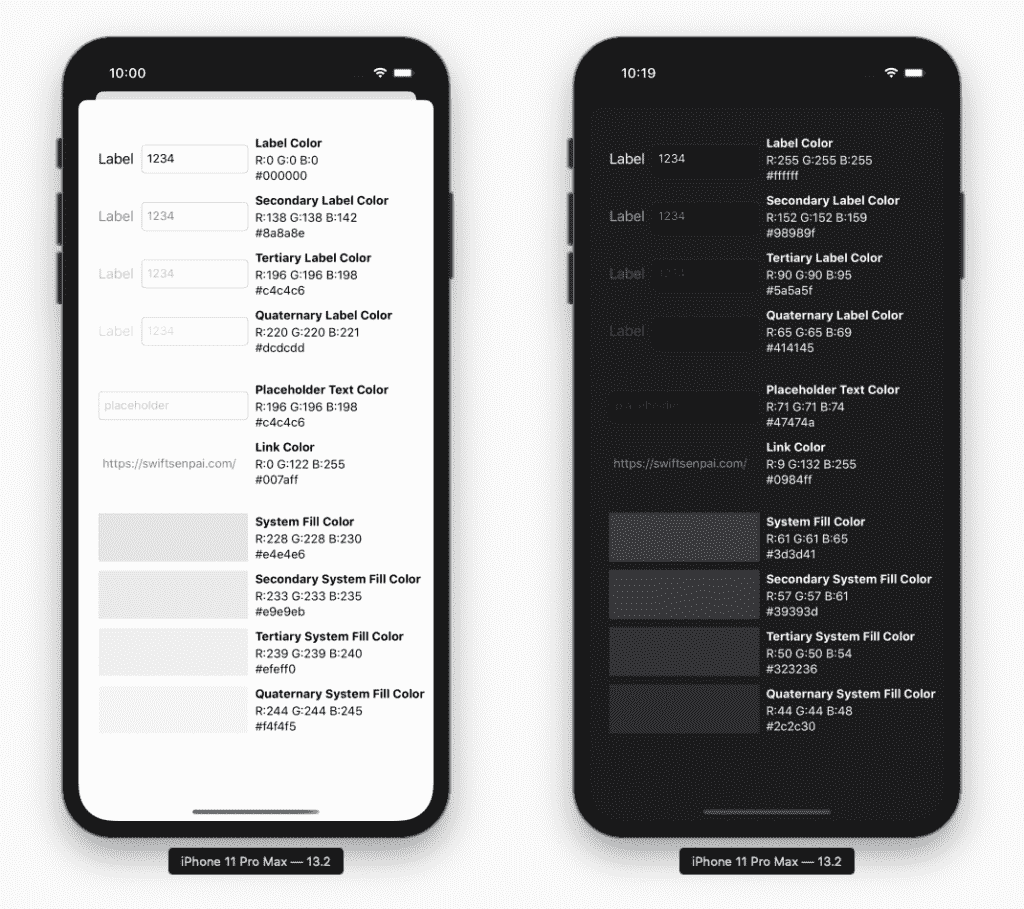 10:00
Label
1234
Label Color
R:0 G:0 B:0
#000000
Label
1234
Secondary Label Color
R:138 G:138 B:142
#8a8a8e
Label
1234
Tertiary Label Color
R:196 G:196 B:198
#c4c4c6
Label
1234
Quaternary Label Color
R:220 G:220 B:221
#dcdcdd
placeholder
Placeholder Text Color
R:196 G:196 B:198
#c4c4c6
https://swiftsenpai.com/
Link Color
R:0 G:122 B:255
#007aff
System Fill Color
R:228 G:228 B:230
#e4e4e6
Secondary System Fill Color
R:233 G:233 B:235
#e9e9eb
Tertiary System Fill Color
R:239 G:239 B:240
#efeff0
Quaternary System Fill Color
R:244 G:244 B:245
#f4f4f5
iPhone 11 Pro Max — 13.2
10:19
Label
1234
Label Color
R:255 G:255 B:255
#ffffff
Label
1234
Secondary Label Color
R:152 G:152 B:159
#98989f
Label
1234
Tertiary Label Color
R:90 G:90 B:95
#5a5a5f
Label
Quaternary Label Color
R:65 G:65 B:69
#414145
placeholder
Placeholder Text Color
R:71 G:71 B:74
#47474a
https://swiftsenpai.com/
Link Color
R:9 G:132 B:255
#0984ff
System Fill Color
R:61 G:61 B:65
#3d3d41
Secondary System Fill Color
R:57 G:57 B:61
#39393d
Tertiary System Fill Color
R:50 G:50 B:54
#323236
Quaternary System Fill Color
R:44 G:44 B:48
#2c2c30
iPhone 11 Pro Max — 13.2